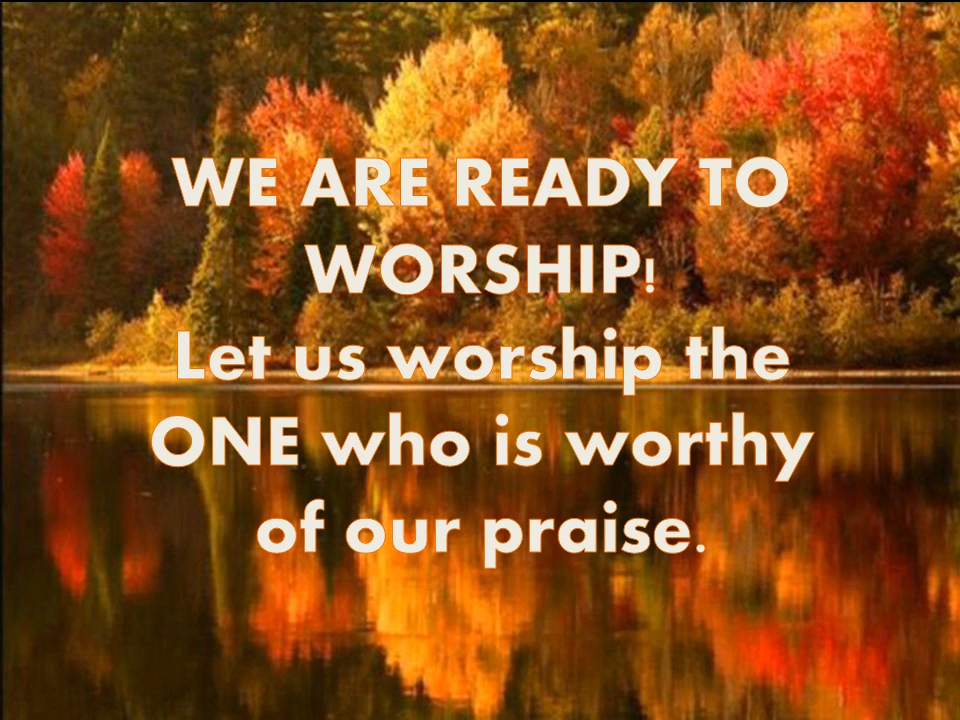 WE ARE READY TO
WORSHIP!
Let us worship the
ONE who is worthy
of our praise.